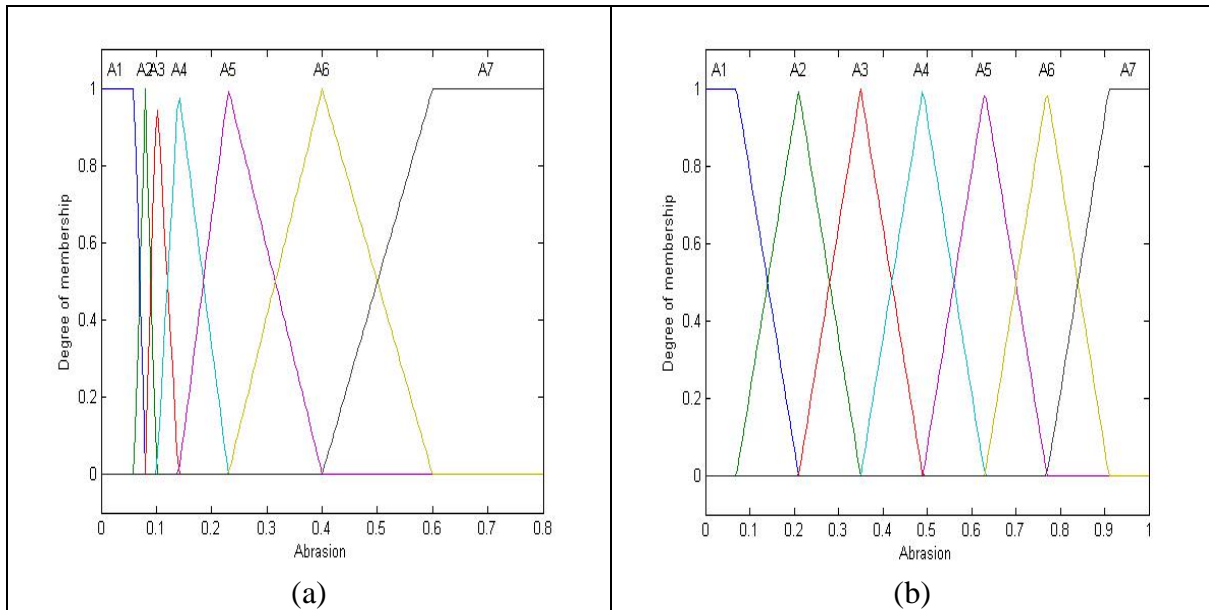 A1 A2 A3 A4 A5 A6 A7
1
0.8
0.6
0.4
0.2
0
Degree of membership
0 0.1 0.2 0.3 0.4 0.5 0.6 0.7 0.8
Abrasion
(a)
A1 A2 A3 A4 A5 A6 A7
1
0.8
0.6
0.4
0.2
0
Degree of membership
0 0.1 0.2 0.3 0.4 0.5 0.6 0.7 0.8 0.9 1
Abrasion
(b)